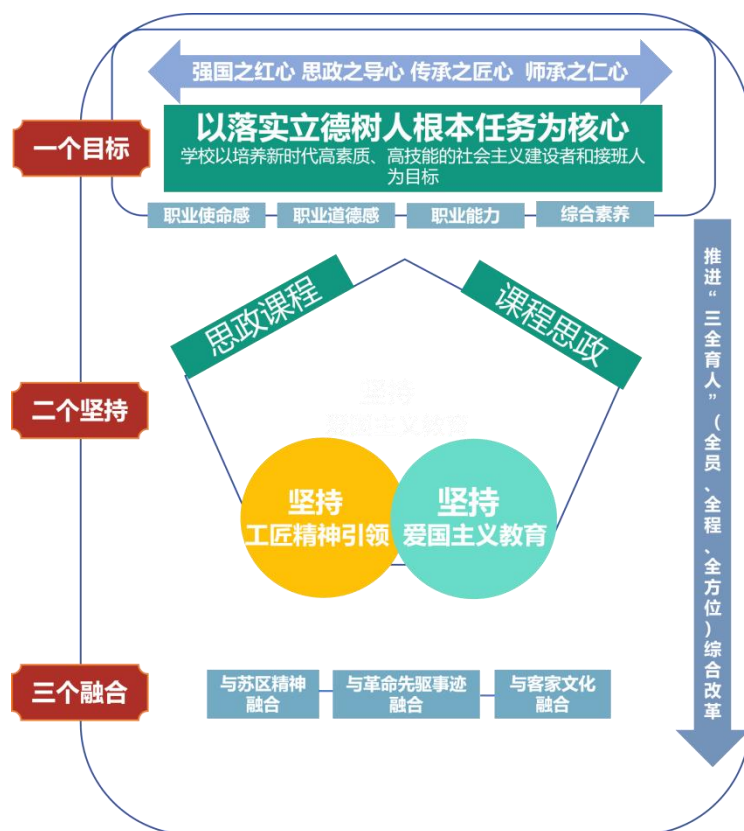 强国之红心 思政之导心 传承之匠心 师承之仁心
一个目标
以落实立德树人根本任务为核心
学校以培养新时代高素质、高技能的社会主义建设者和接班人
为目标
职业使命感
职业道德感
职业能力
综合素养
思政课程
课程思政
推进“三全育人”(全员、全程、全方位)综合改革
二个坚持
坚持
爱国主义教育
坚持
工匠精神引领
坚持
爱国主义教育
三个融合
与苏区精神
融合
与革命先驱事迹
融合
与客家文化
融合